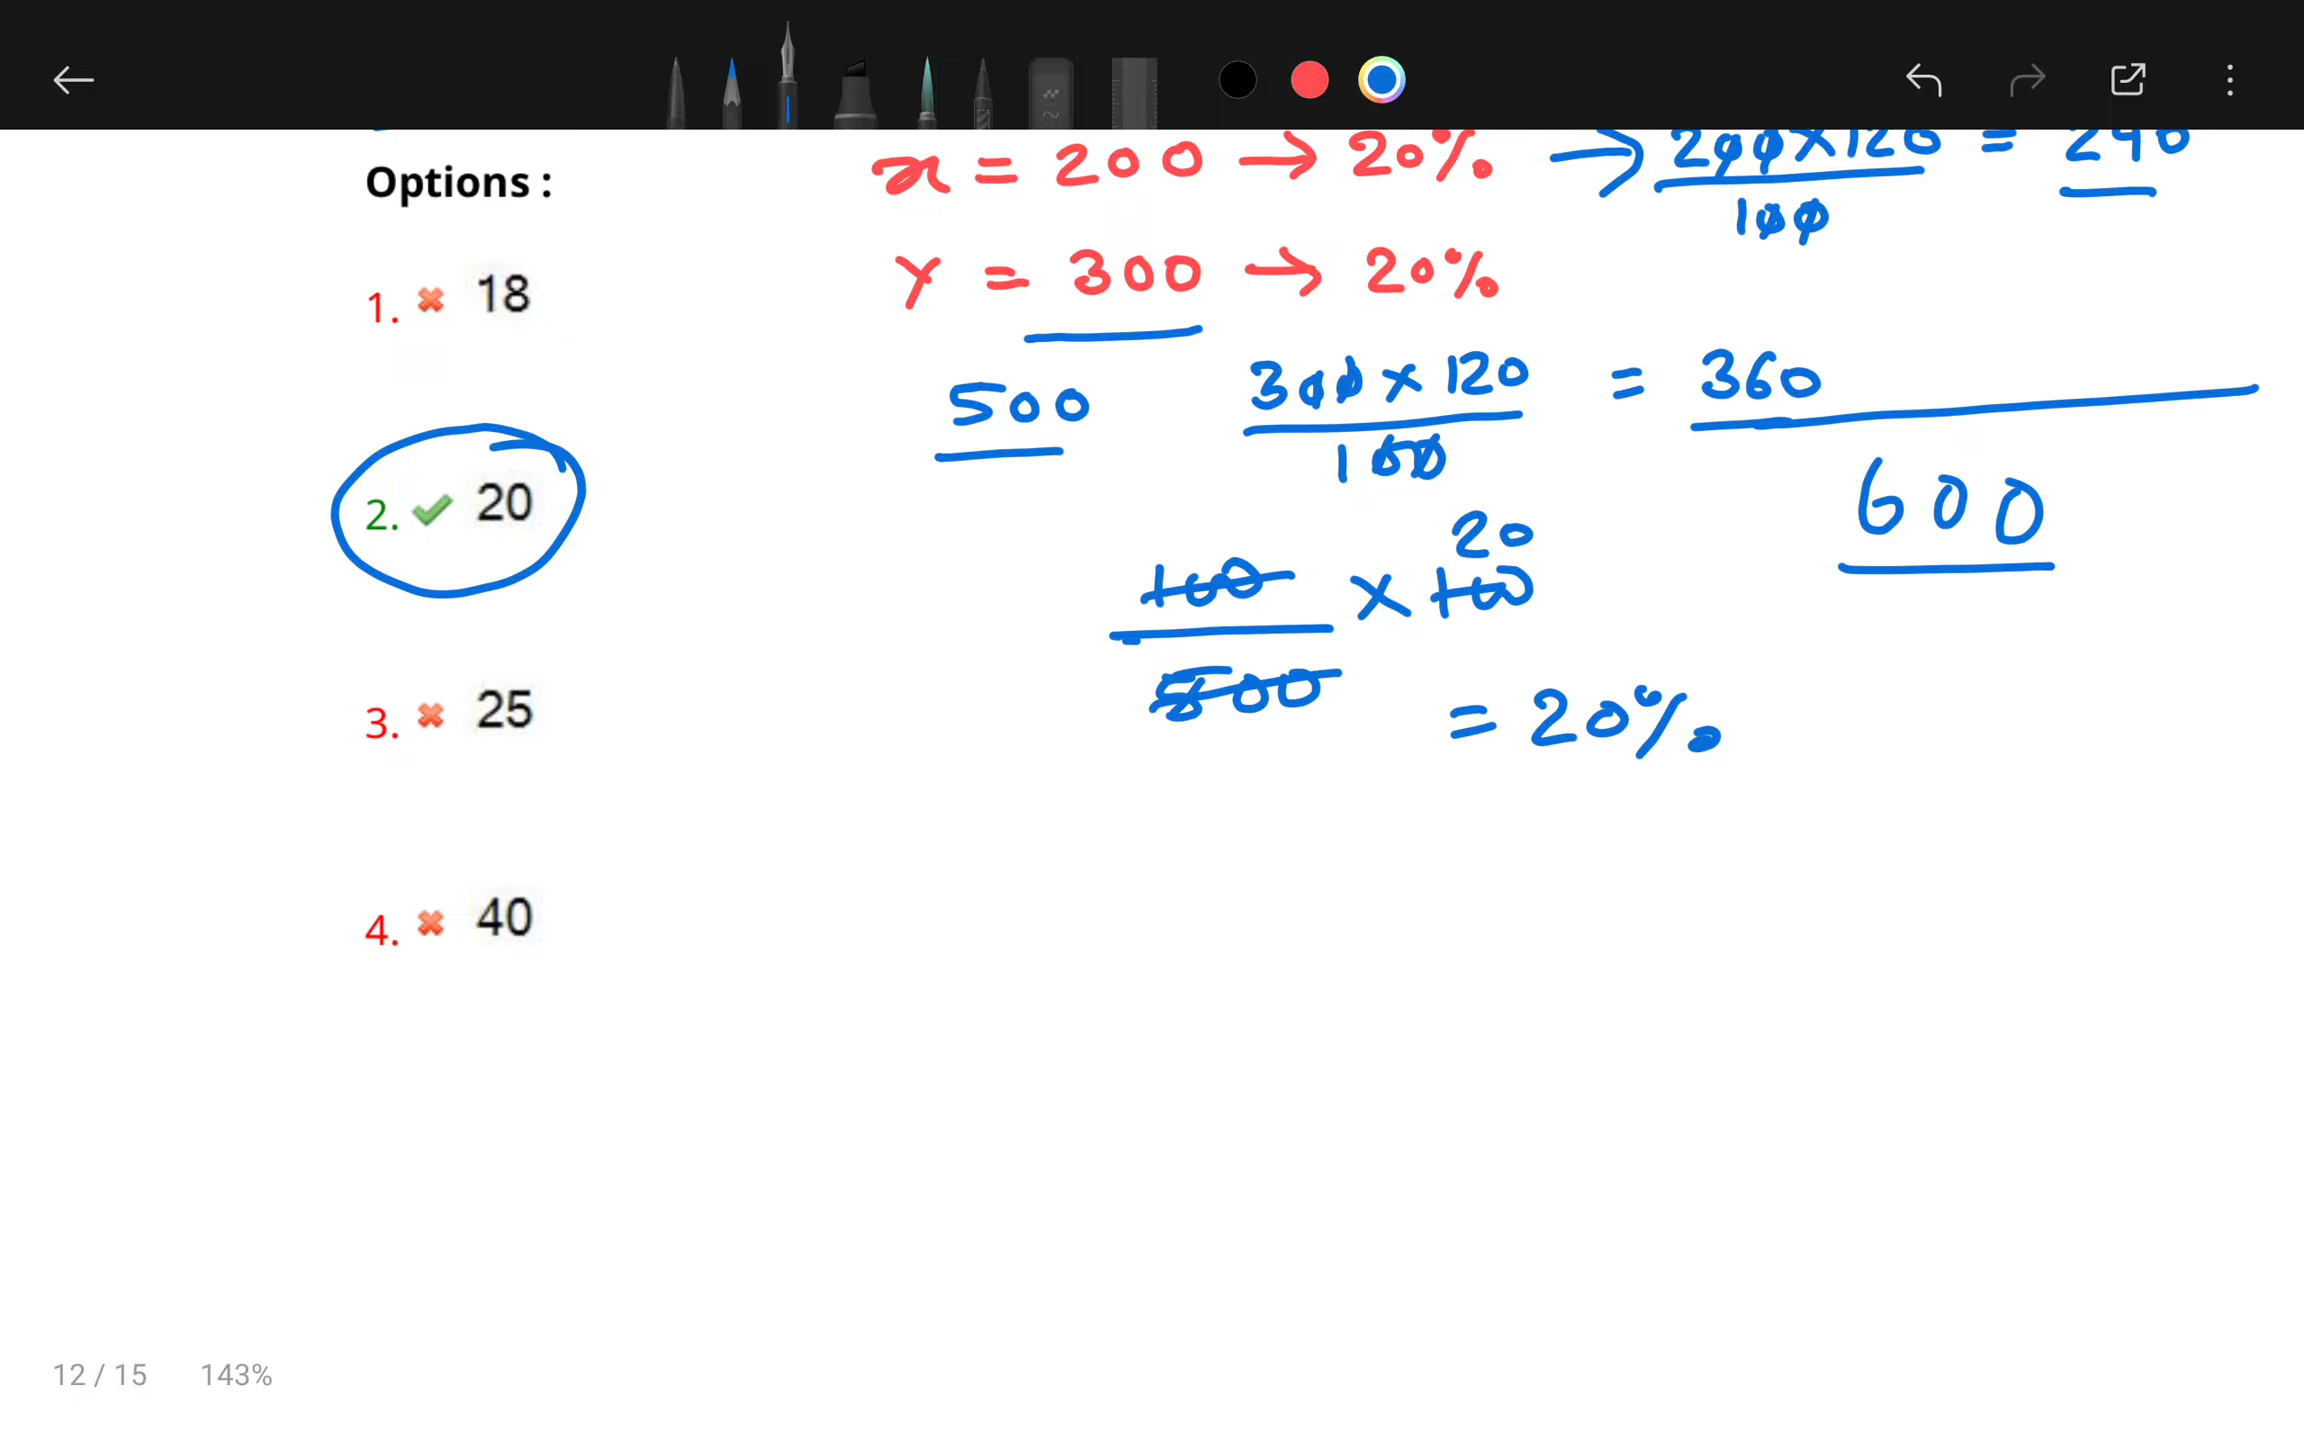 Options :
x = 200 → 20% → 200 x 120 = 240
100
1. 18
Y = 300 → 20%
500 300 x 120 = 360
100
600
2. 20
20
100 x 100
500
= 20%
3. 25
4. 40
12 / 15 143%